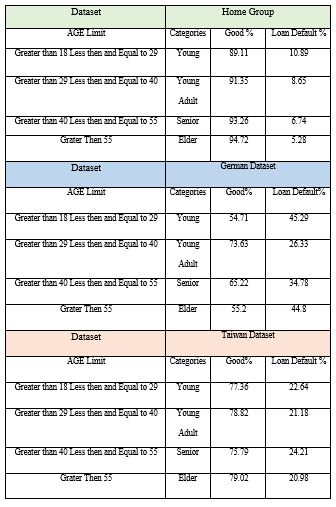 Dataset Home Group
AGE Limit Categories Good % Loan Default %
Greater than 18 Less then and Equal to 29 Young 89.11 10.89
Greater than 29 Less then and Equal to 40 Young 91.35 8.65
Adult
Greater than 40 Less then and Equal to 55 Senior 93.26 6.74
Grater Then 55 Elder 94.72 5.28
Dataset German Dataset
AGE Limit Categories Good% Loan Default%
Greater than 18 Less then and Equal to 29 Young 54.71 45.29
Greater than 29 Less then and Equal to 40 Young 73.63 26.33
Adult
Greater than 40 Less then and Equal to 55 Senior 65.22 34.78
Grater Then 55 Elder 55.2 44.8
Dataset Taiwan Dataset
AGE Limit Categories Good% Loan Default %
Greater than 18 Less then and Equal to 29 Young 77.36 22.64
Greater than 29 Less then and Equal to 40 Young 78.82 21.18
Adult
Greater than 40 Less then and Equal to 55 Senior 75.79 24.21
Grater Then 55 Elder 79.02 20.98